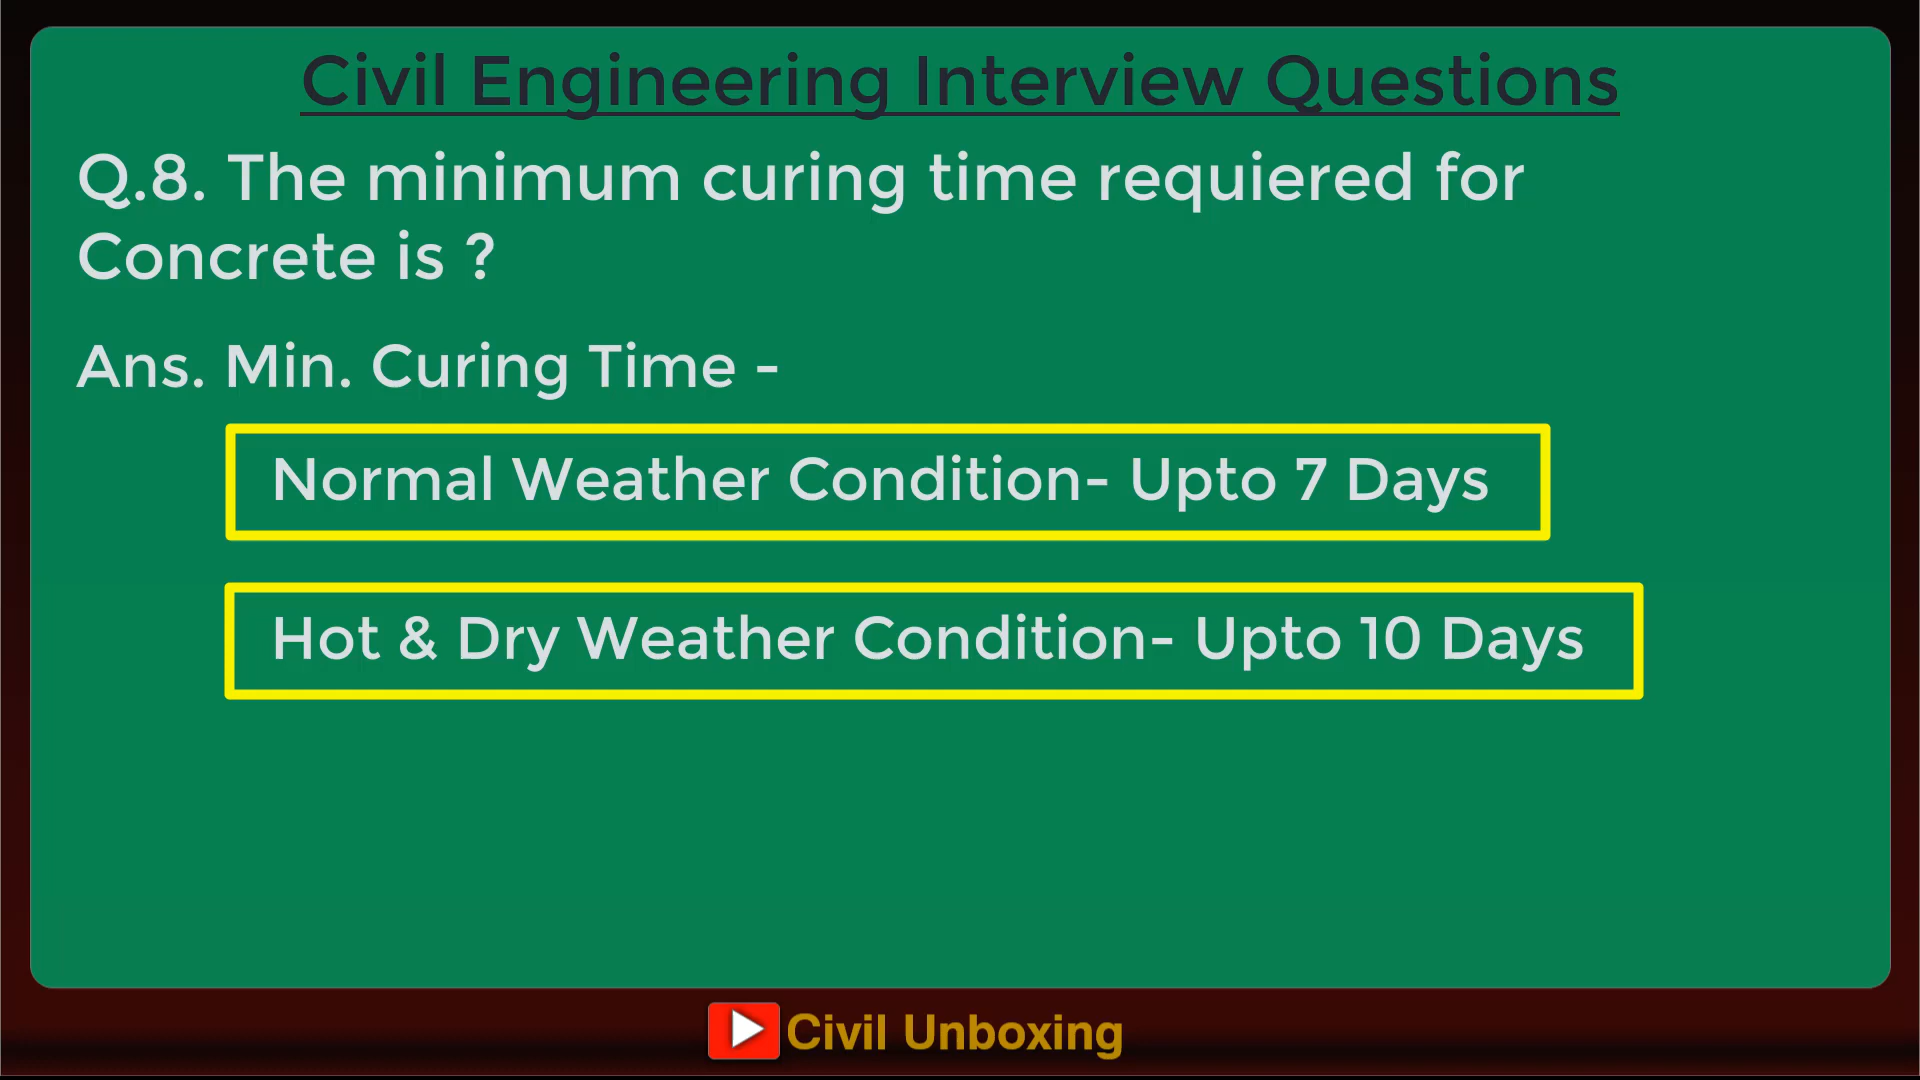 Civil Engineering Interview Questions
Q.8. The minimum curing time requiered for
Concrete is ?
Ans. Min. Curing Time -
Normal Weather Condition- Upto 7 Days
Hot & Dry Weather Condition- Upto 10 Days
Civil Unboxing